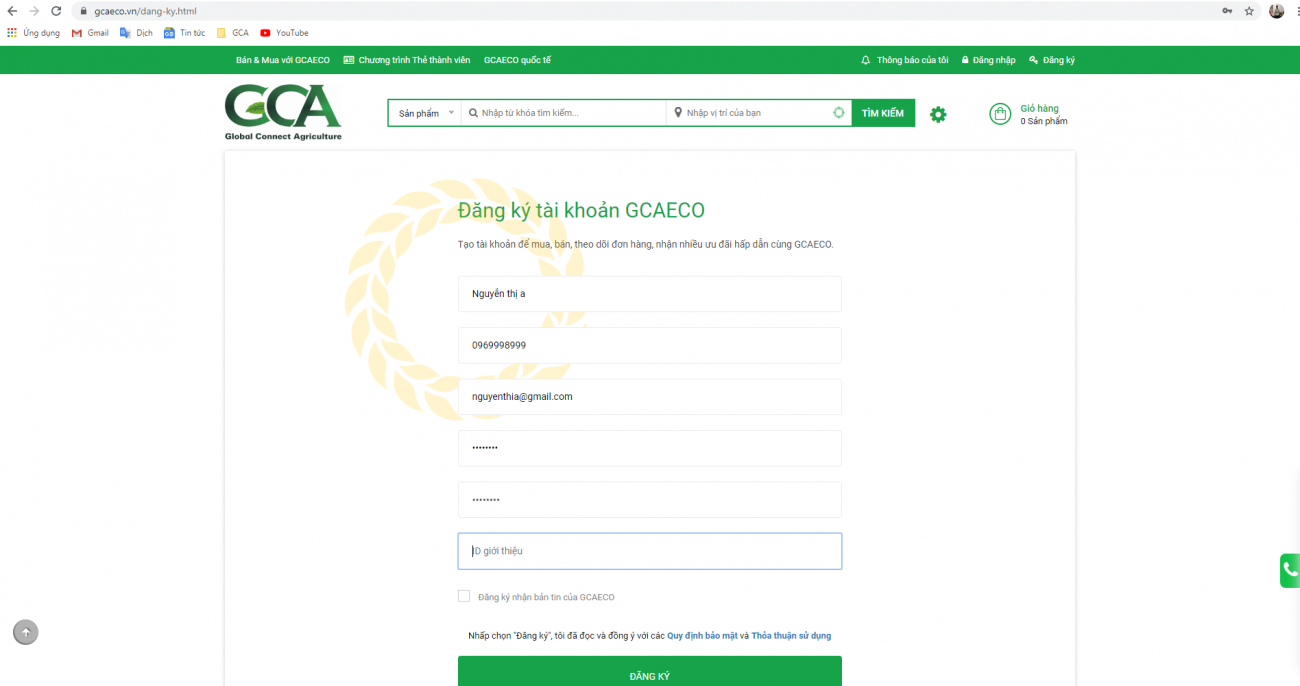 gcaeco.vn/dang-ky.html
Ứng dụng Gmail Dịch Tin tức GCA YouTube
Bán & Mua với GCAECO Chương trình Thẻ thành viên GCAECO quốc tế Thông báo của tôi Đăng nhập Đăng ký
GCA
Global Connect Agriculture
Sản phẩm Nhập từ khóa tìm kiếm... Nhập vị trí của bạn TÌM KIẾM
Giỏ hàng
0 Sản phẩm
Đăng ký tài khoản GCAECO
Tạo tài khoản để mua, bán, theo dõi đơn hàng, nhận nhiều ưu đãi hấp dẫn cùng GCAECO.
Nguyễn thị a
0969998999
nguyenthia@gmail.com
••••••••
••••••••
ID giới thiệu
Đăng ký nhận bản tin của GCAECO
Nhấp chọn "Đăng ký", tôi đã đọc và đồng ý với các Quy định bảo mật và Thỏa thuận sử dụng
ĐĂNG KÝ